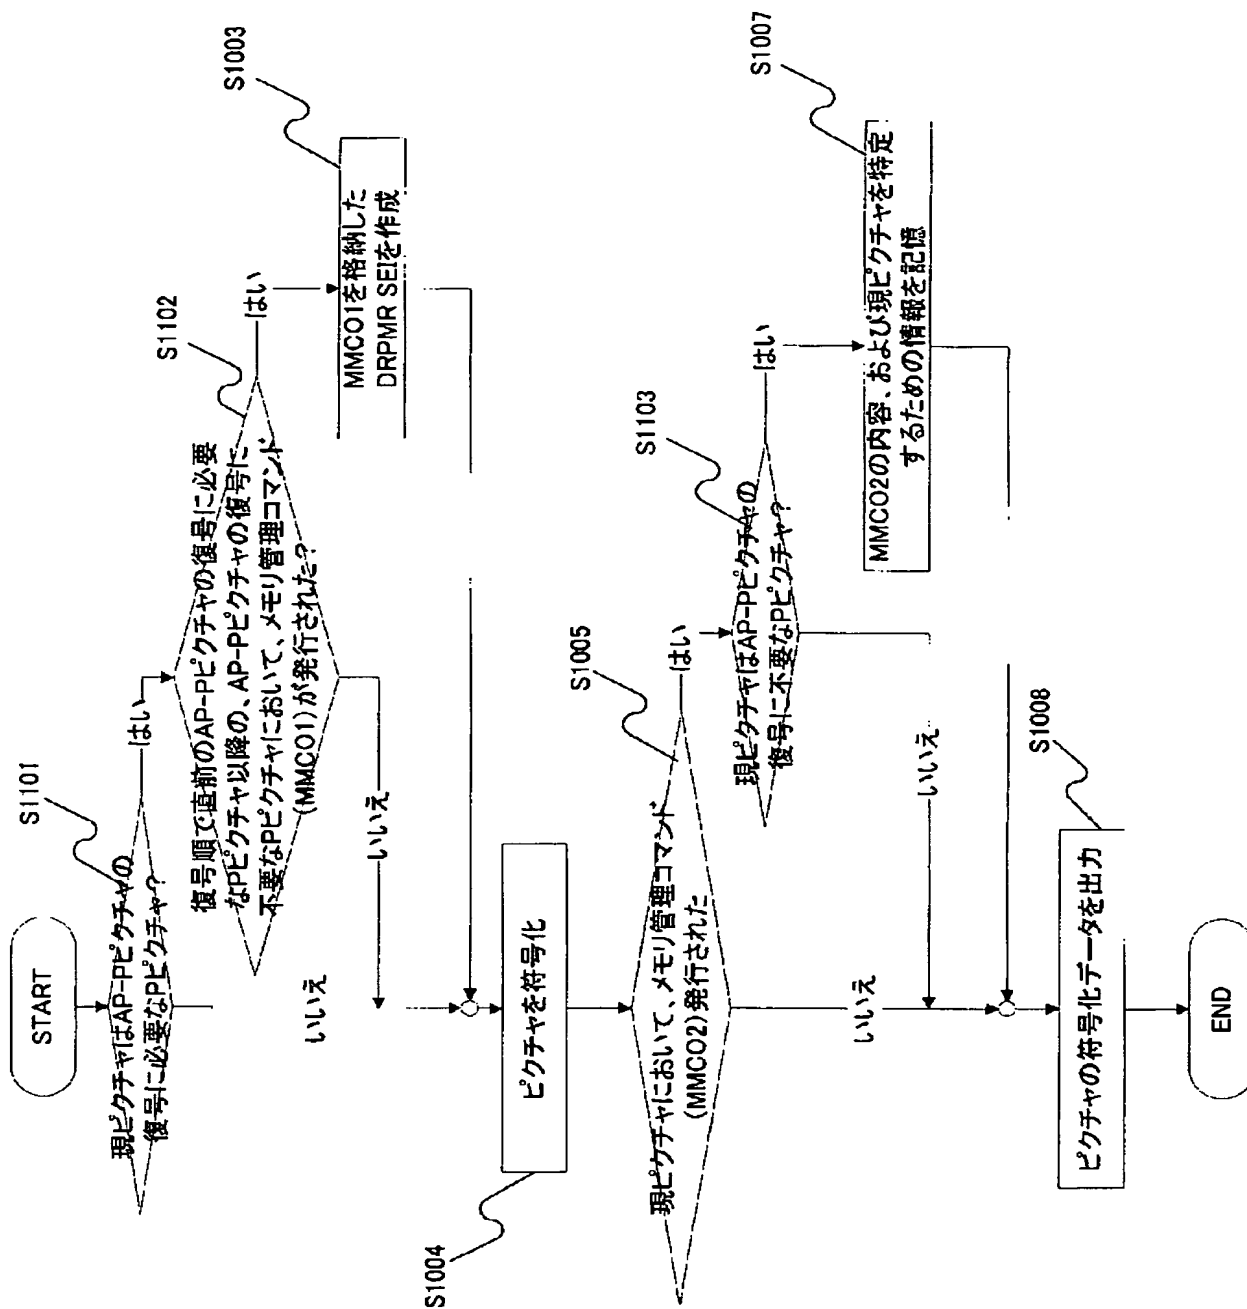 START
S1101
現ピクチャはAP-Pピクチャの
復号に必要なPピクチャ?
はい
いいえ
S1102
復号順で直前のAP-Pピクチャの復号に必要
なPピクチャ以降の、AP-Pピクチャの復号に
不要なPピクチャにおいて、メモリ管理コマンド
(MMCO1)が発行された?
はい
いいえ
S1003
MMCO1を格納した
DRPMR SEIを作成
S1004
ピクチャを符号化
S1005
現ピクチャにおいて、メモリ管理コマンド
(MMCO2)発行された
はい
いいえ
S1103
現ピクチャはAP-Pピクチャの
復号に不要なPピクチャ?
はい
いいえ
S1007
MMCO2の内容、および現ピクチャを特定
するための情報を記憶
S1008
ピクチャの符号化データを出力
END